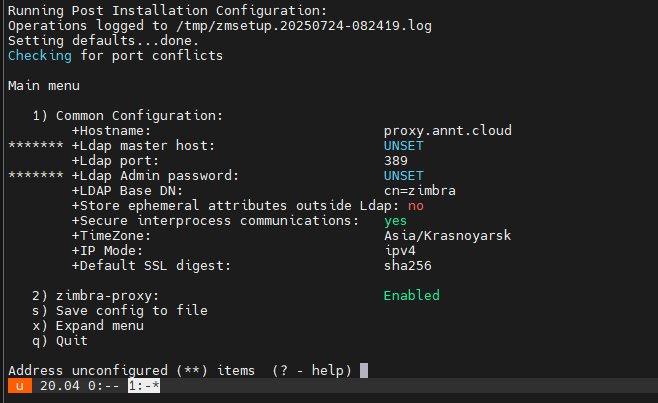 Running Post Installation Configuration:
Operations logged to /tmp/zmsetup.20250724-082419.log
Setting defaults...done.
Checking for port conflicts
Main menu
1) Common Configuration:
+Hostname: proxy.annt.cloud
******* +Ldap master host: UNSET
+Ldap port: 389
******* +Ldap Admin password: UNSET
+LDAP Base DN: cn=zimbra
+Store ephemeral attributes outside Ldap: no
+Secure interprocess communications: yes
+TimeZone: Asia/Krasnoyarsk
+IP Mode: ipv4
+Default SSL digest: sha256
2) zimbra-proxy: Enabled
s) Save config to file
x) Expand menu
q) Quit
Address unconfigured (**) items  (? - help)
u 20.04 0:-- 1:-*